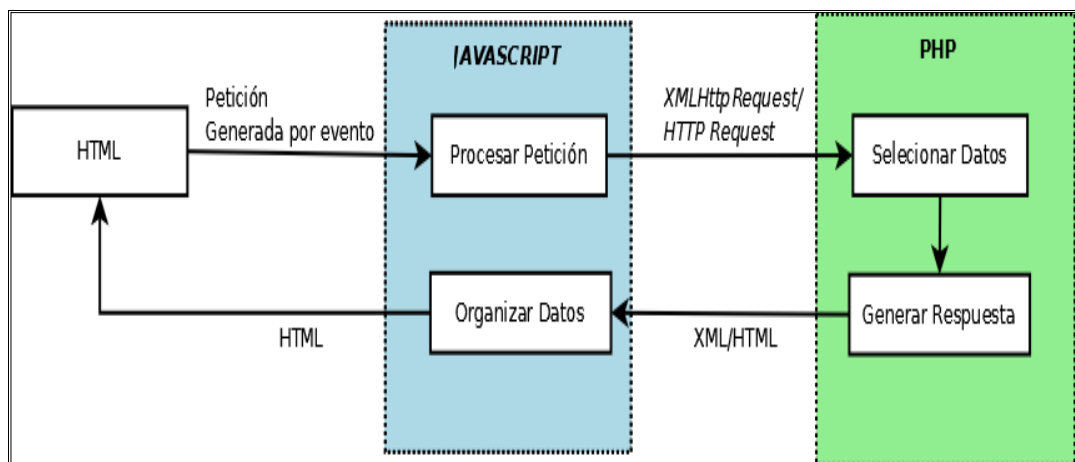 JAVASCRIPT
PHP
Petición
Generada por evento
XMLHttpRequest/
HTTP Request
HTML
Procesar Petición
Selecionar Datos
Organizar Datos
Generar Respuesta
HTML
XML/HTML